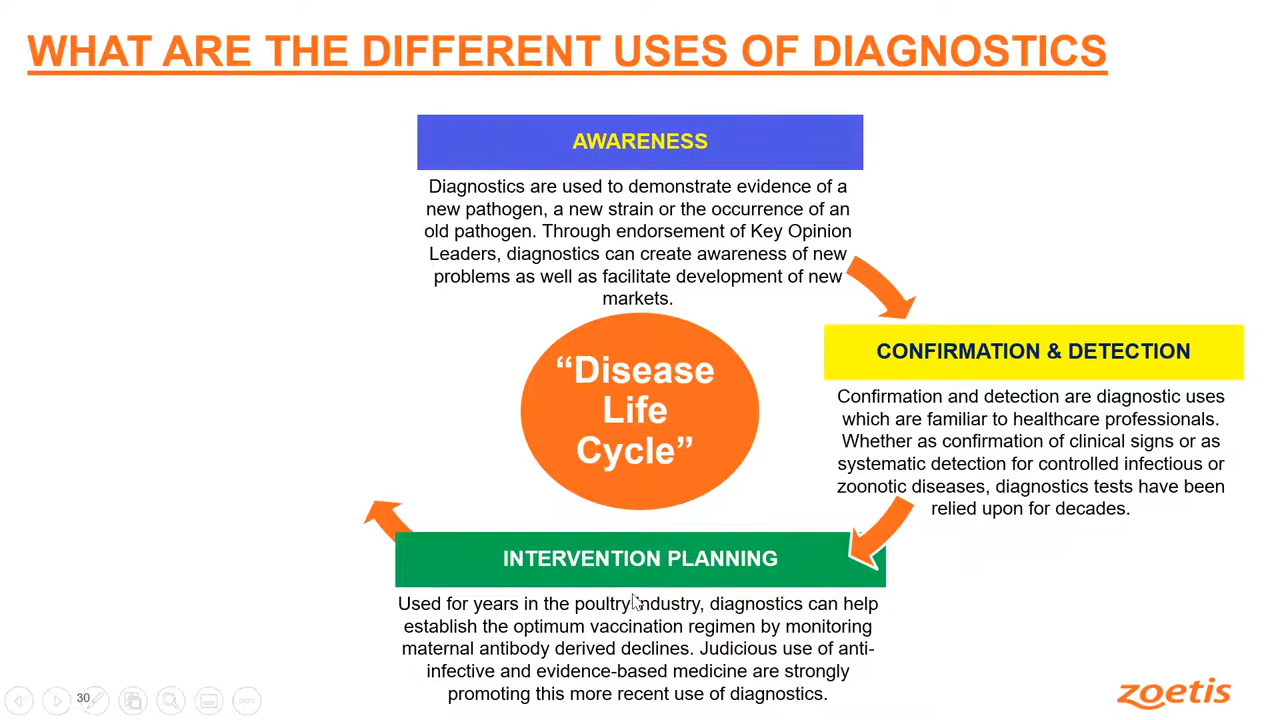 WHAT ARE THE DIFFERENT USES OF DIAGNOSTICS
AWARENESS
Diagnostics are used to demonstrate evidence of a
new pathogen, a new strain or the occurrence of an
old pathogen. Through endorsement of Key Opinion
Leaders, diagnostics can create awareness of new
problems as well as facilitate development of new
markets.
CONFIRMATION & DETECTION
Confirmation and detection are diagnostic uses
which are familiar to healthcare professionals.
Whether as confirmation of clinical signs or as
systematic detection for controlled infectious or
zoonotic diseases, diagnostics tests have been
relied upon for decades.
“Disease
Life
Cycle”
INTERVENTION PLANNING
Used for years in the poultry industry, diagnostics can help
establish the optimum vaccination regimen by monitoring
maternal antibody derived declines. Judicious use of anti-
infective and evidence-based medicine are strongly
promoting this more recent use of diagnostics.
30
zoetis